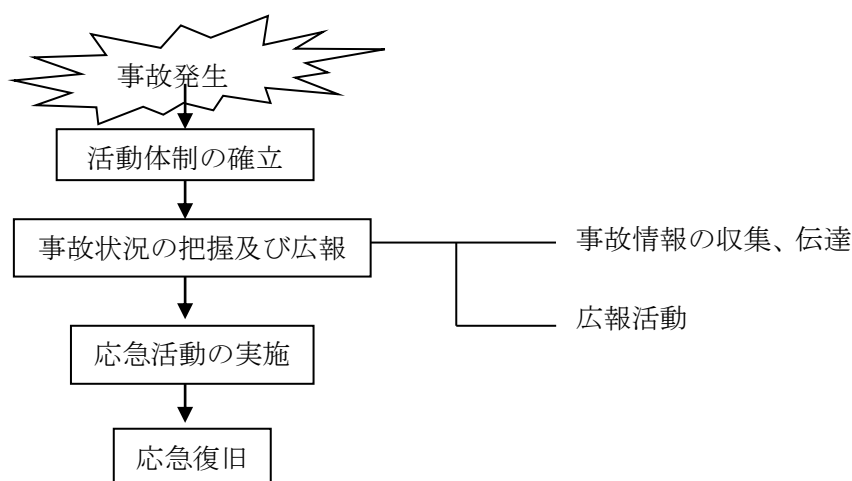 事故発生
活動体制の確立
事故状況の把握及び広報
事故情報の収集、伝達
広報活動
応急活動の実施
応急復旧